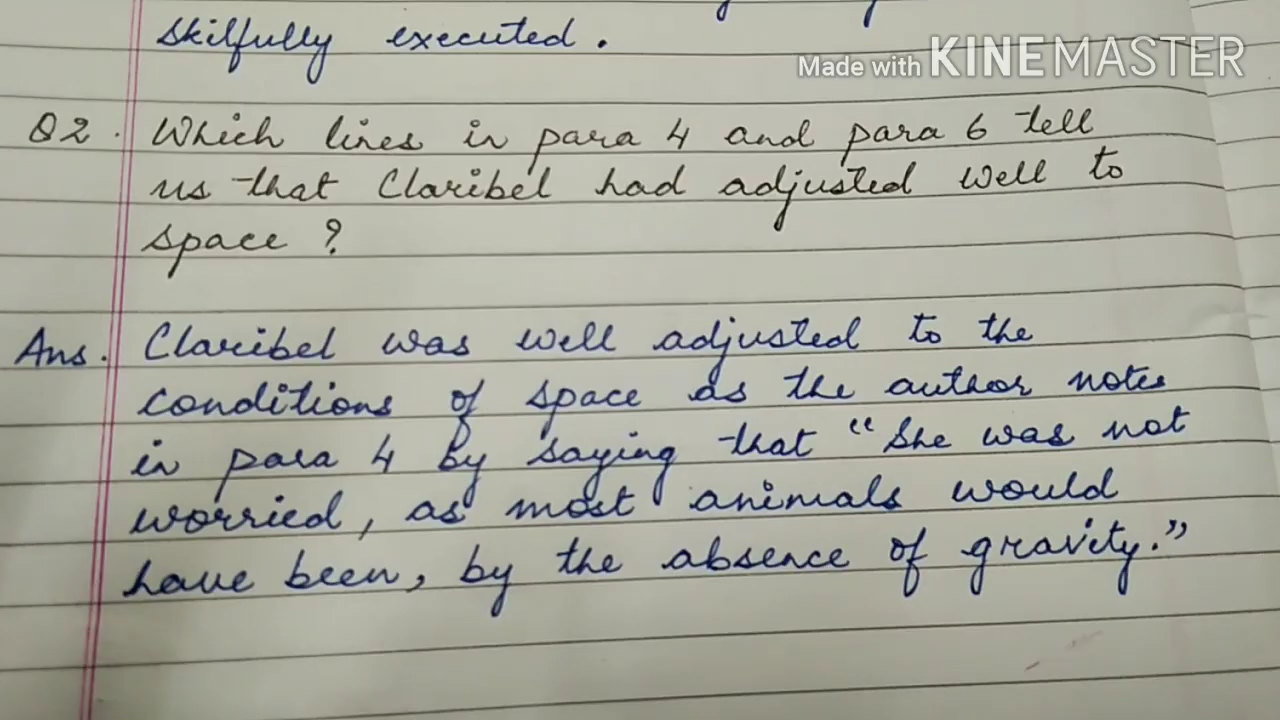 skilfully executed.
Made with KINEMASTER
Q2. Which lines in para 4 and para 6 tell
us that Claribel had adjusted well to
space?
Ans. Claribel was well adjusted to the
conditions of space as the author notes
in para 4 by saying that "She was not
worried, as most animals would
have been, by the absence of gravity."